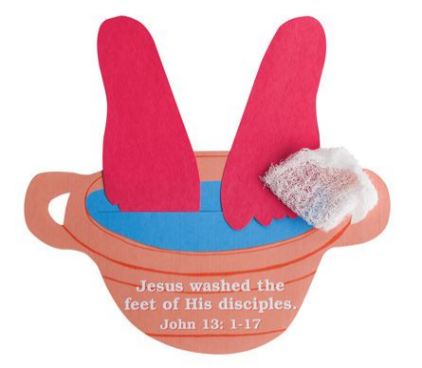 Jesus washed the
feet of His disciples.
John 13: 1-17